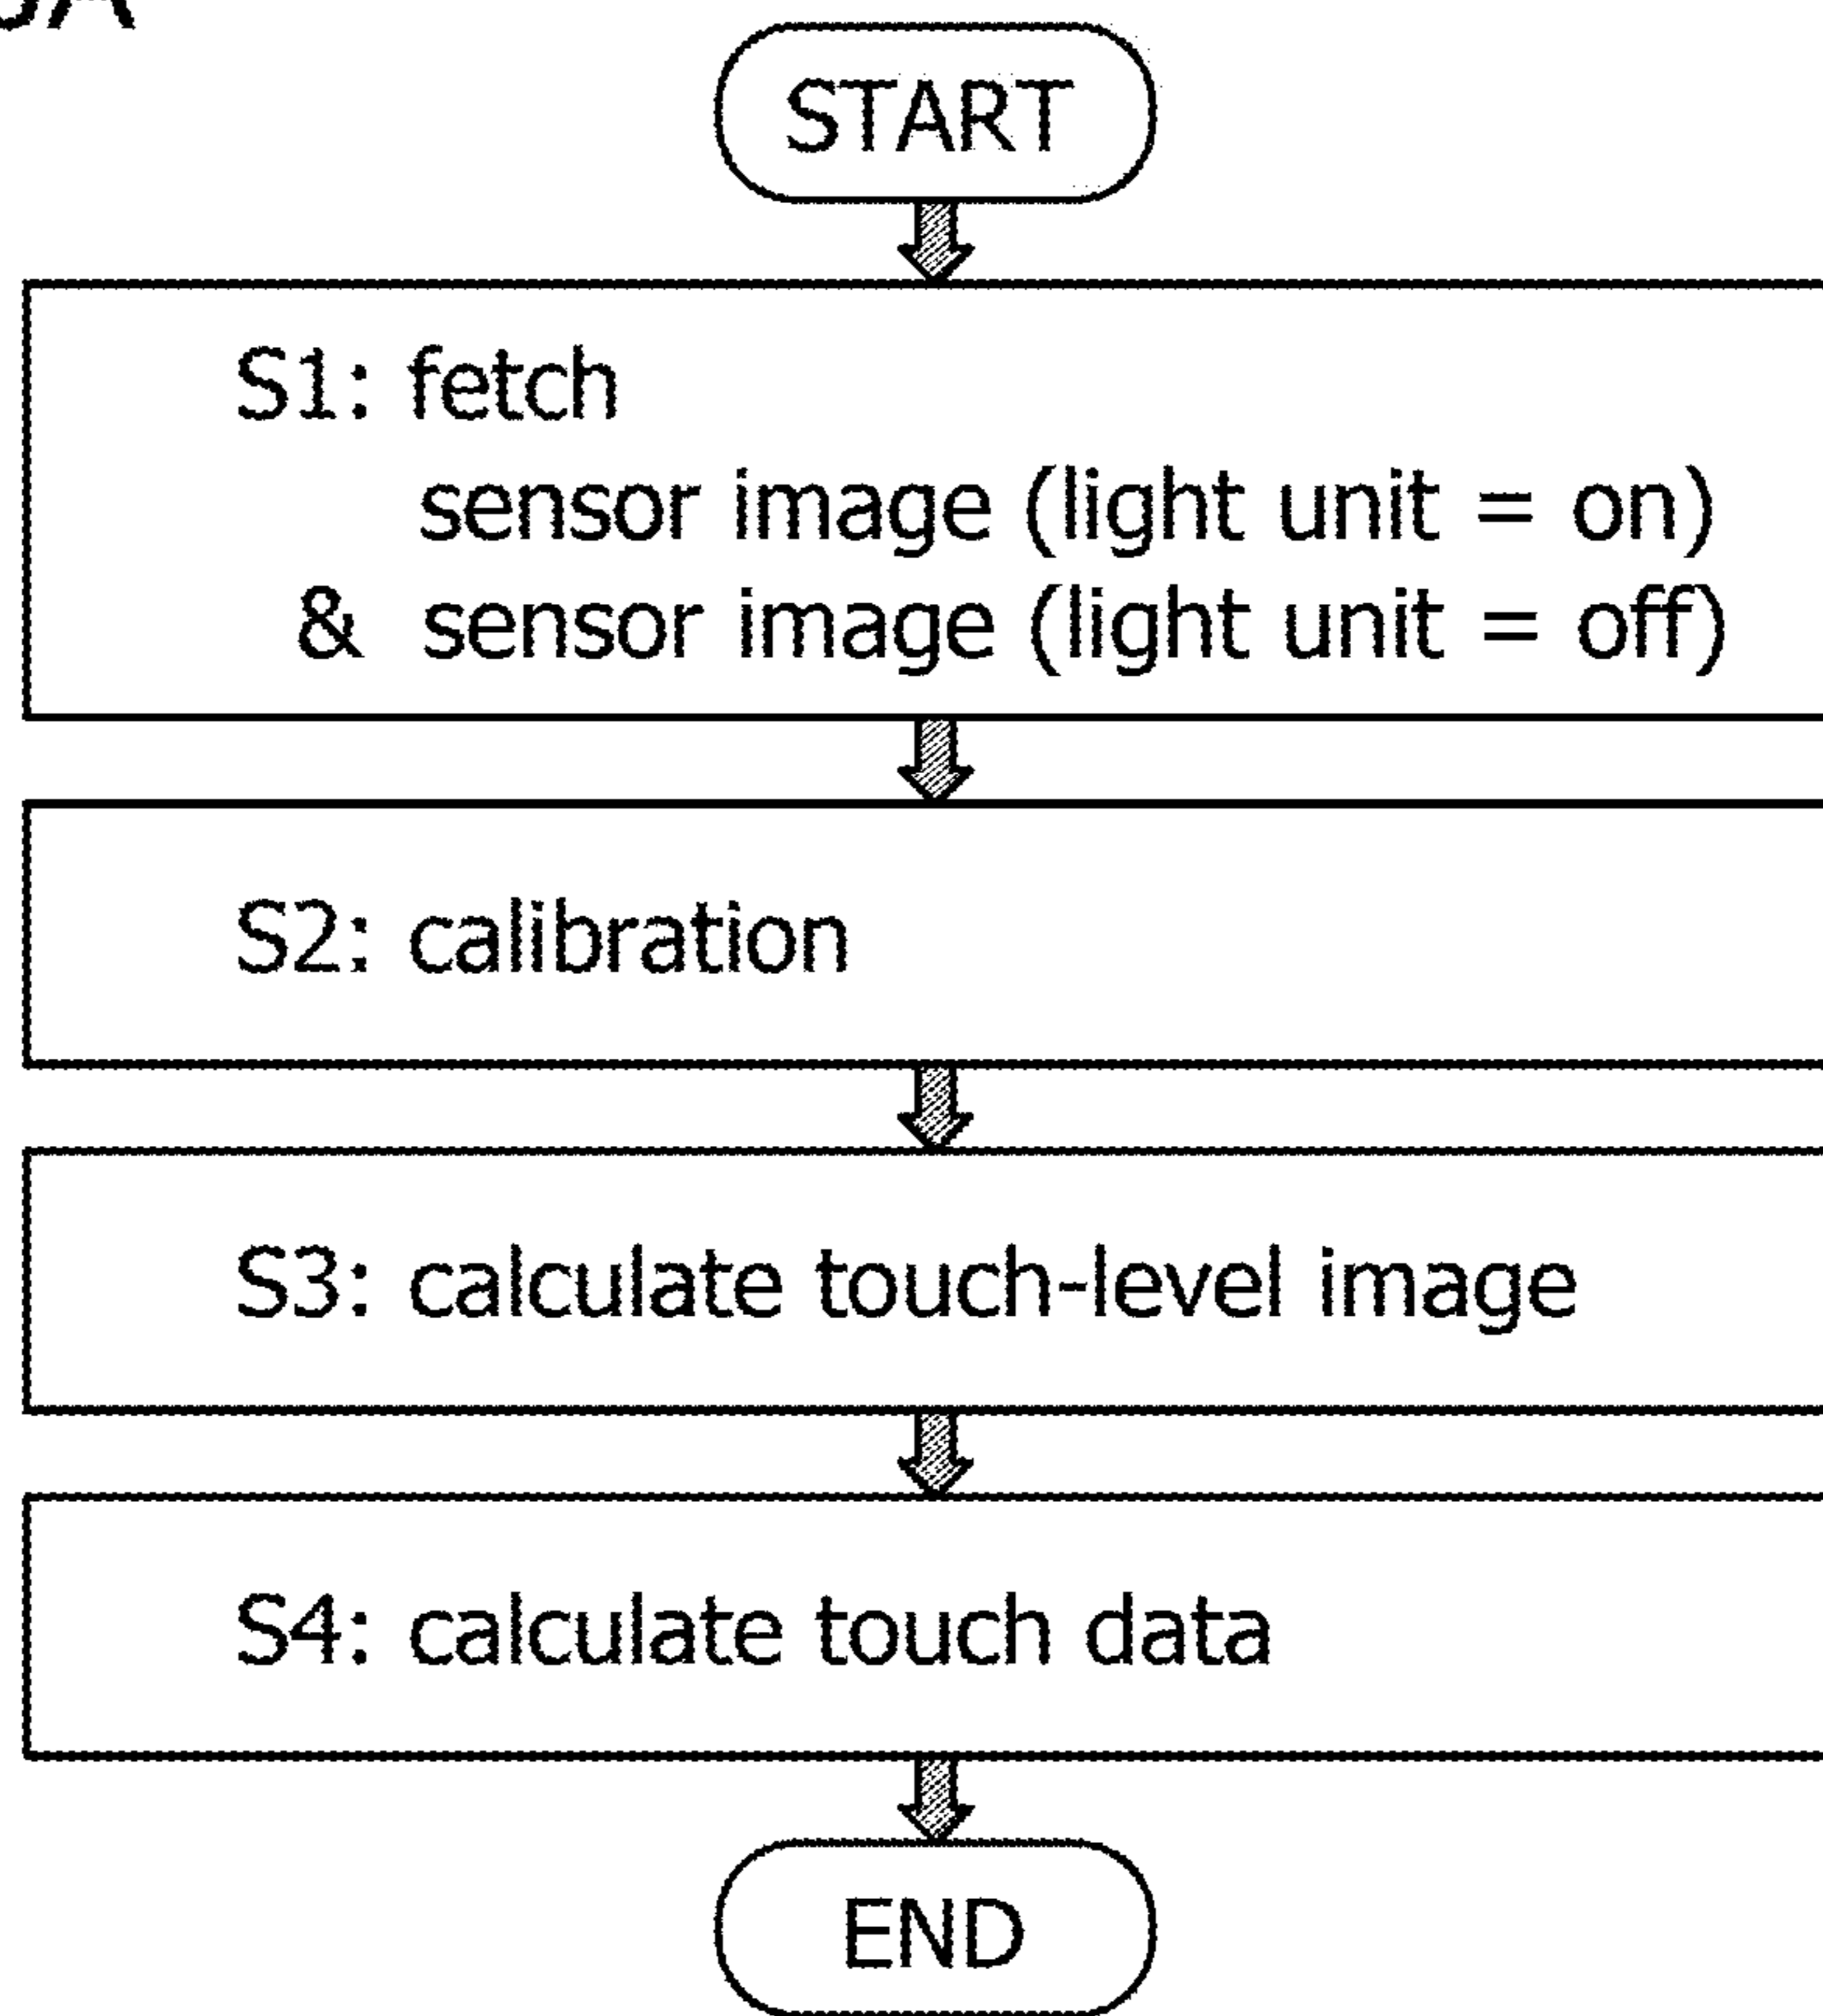 START
S1: fetch
sensor image (light unit = on)
& sensor image (light unit = off)
S2: calibration
S3: calculate touch-level image
S4: calculate touch data
END